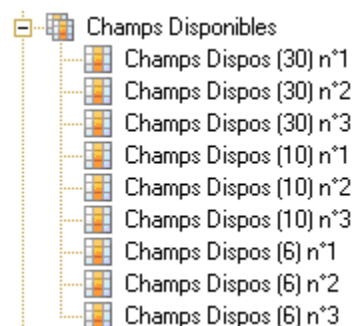 Champs Disponibles
Champs Dispos (30) n°1
Champs Dispos (30) n°2
Champs Dispos (30) n°3
Champs Dispos (10) n°1
Champs Dispos (10) n°2
Champs Dispos (10) n°3
Champs Dispos (6) n°1
Champs Dispos (6) n°2
Champs Dispos (6) n°3